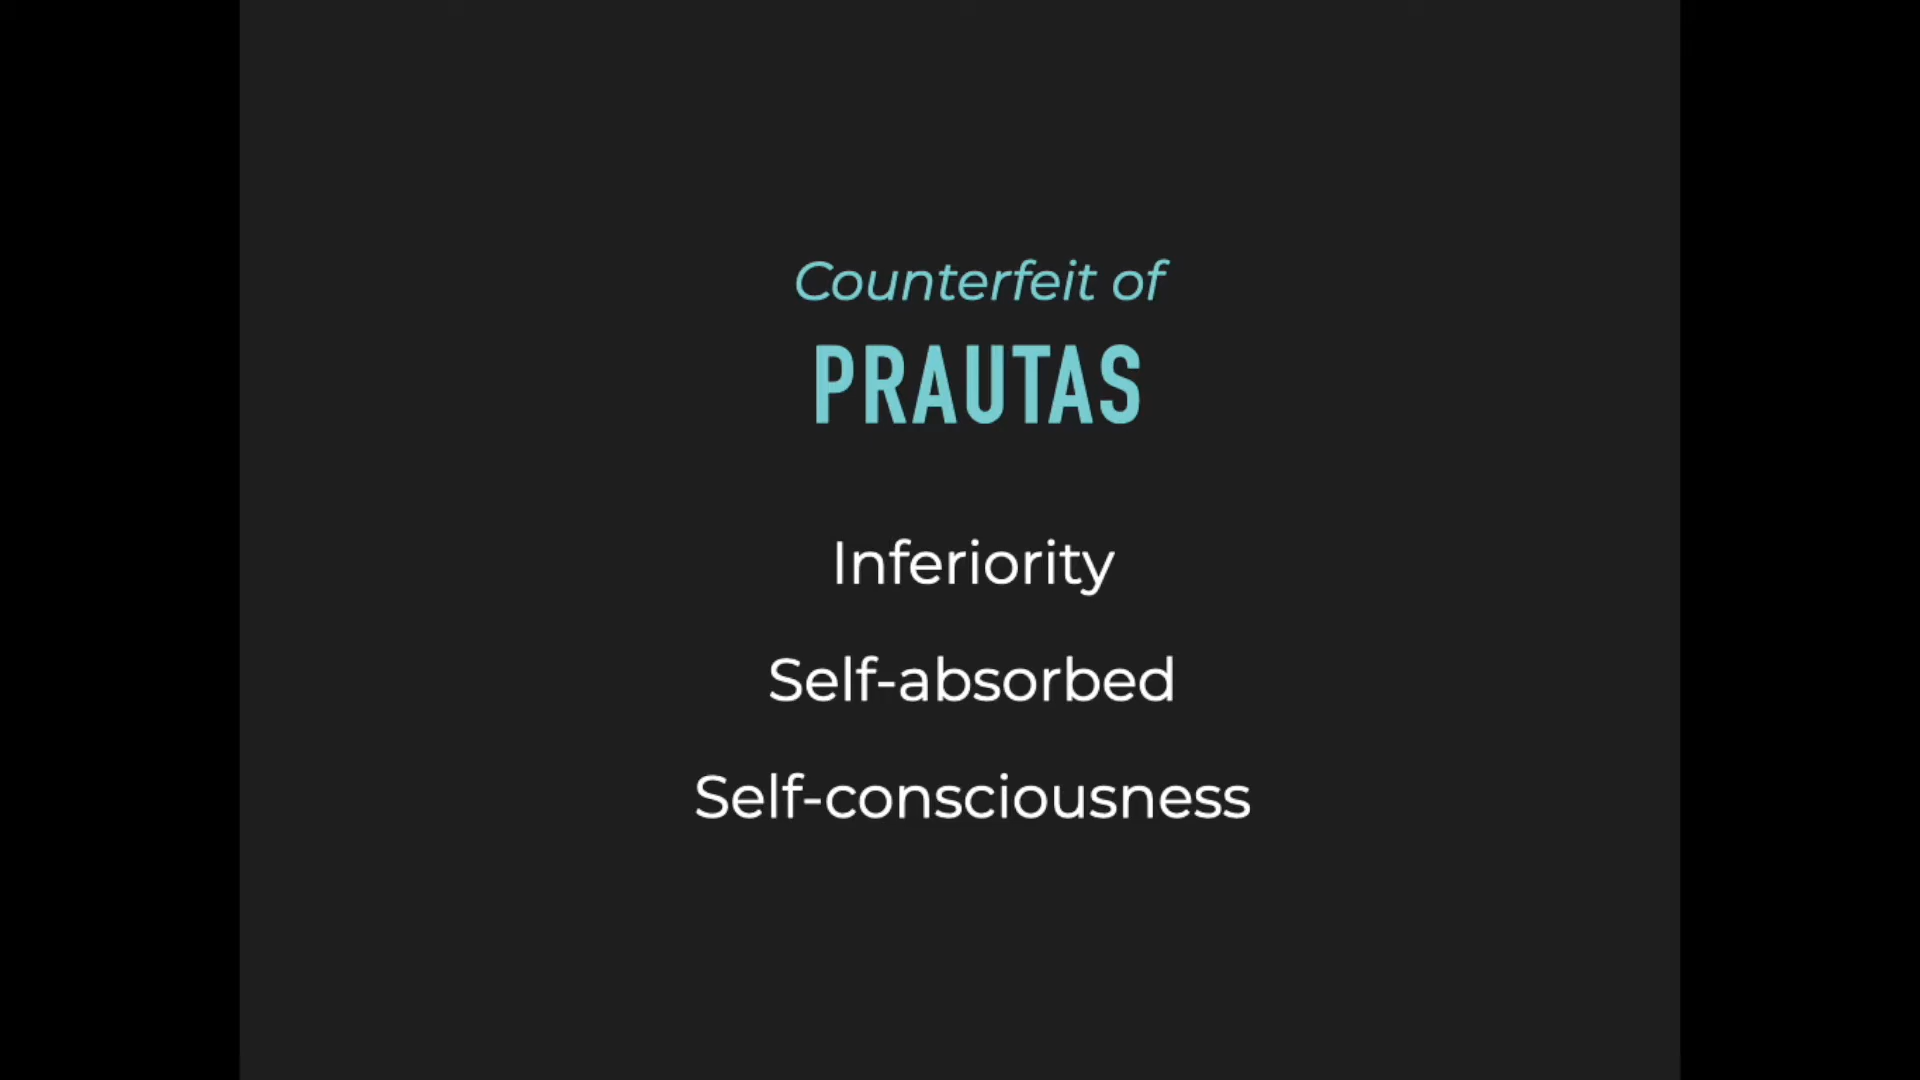 Counterfeit of
PRAUTAS
Inferiority
Self-absorbed
Self-consciousness